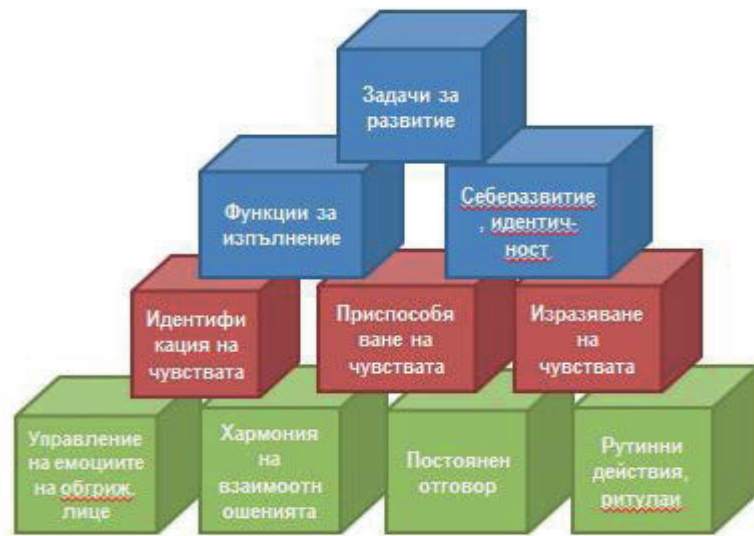 Задачи за
развитие
Функции за
изпълнение
Себеразвитие
, идентич-
ност
Идентифи
кация на
чувствата
Приспособя
ване на
чувствата
Изразяване
на
чувствата
Управление
на емоциите
на обгриж.
лице
Хармония
на
взаимоотн
ошенията
Постоянен
отговор
Рутинни
действия,
ритулаи